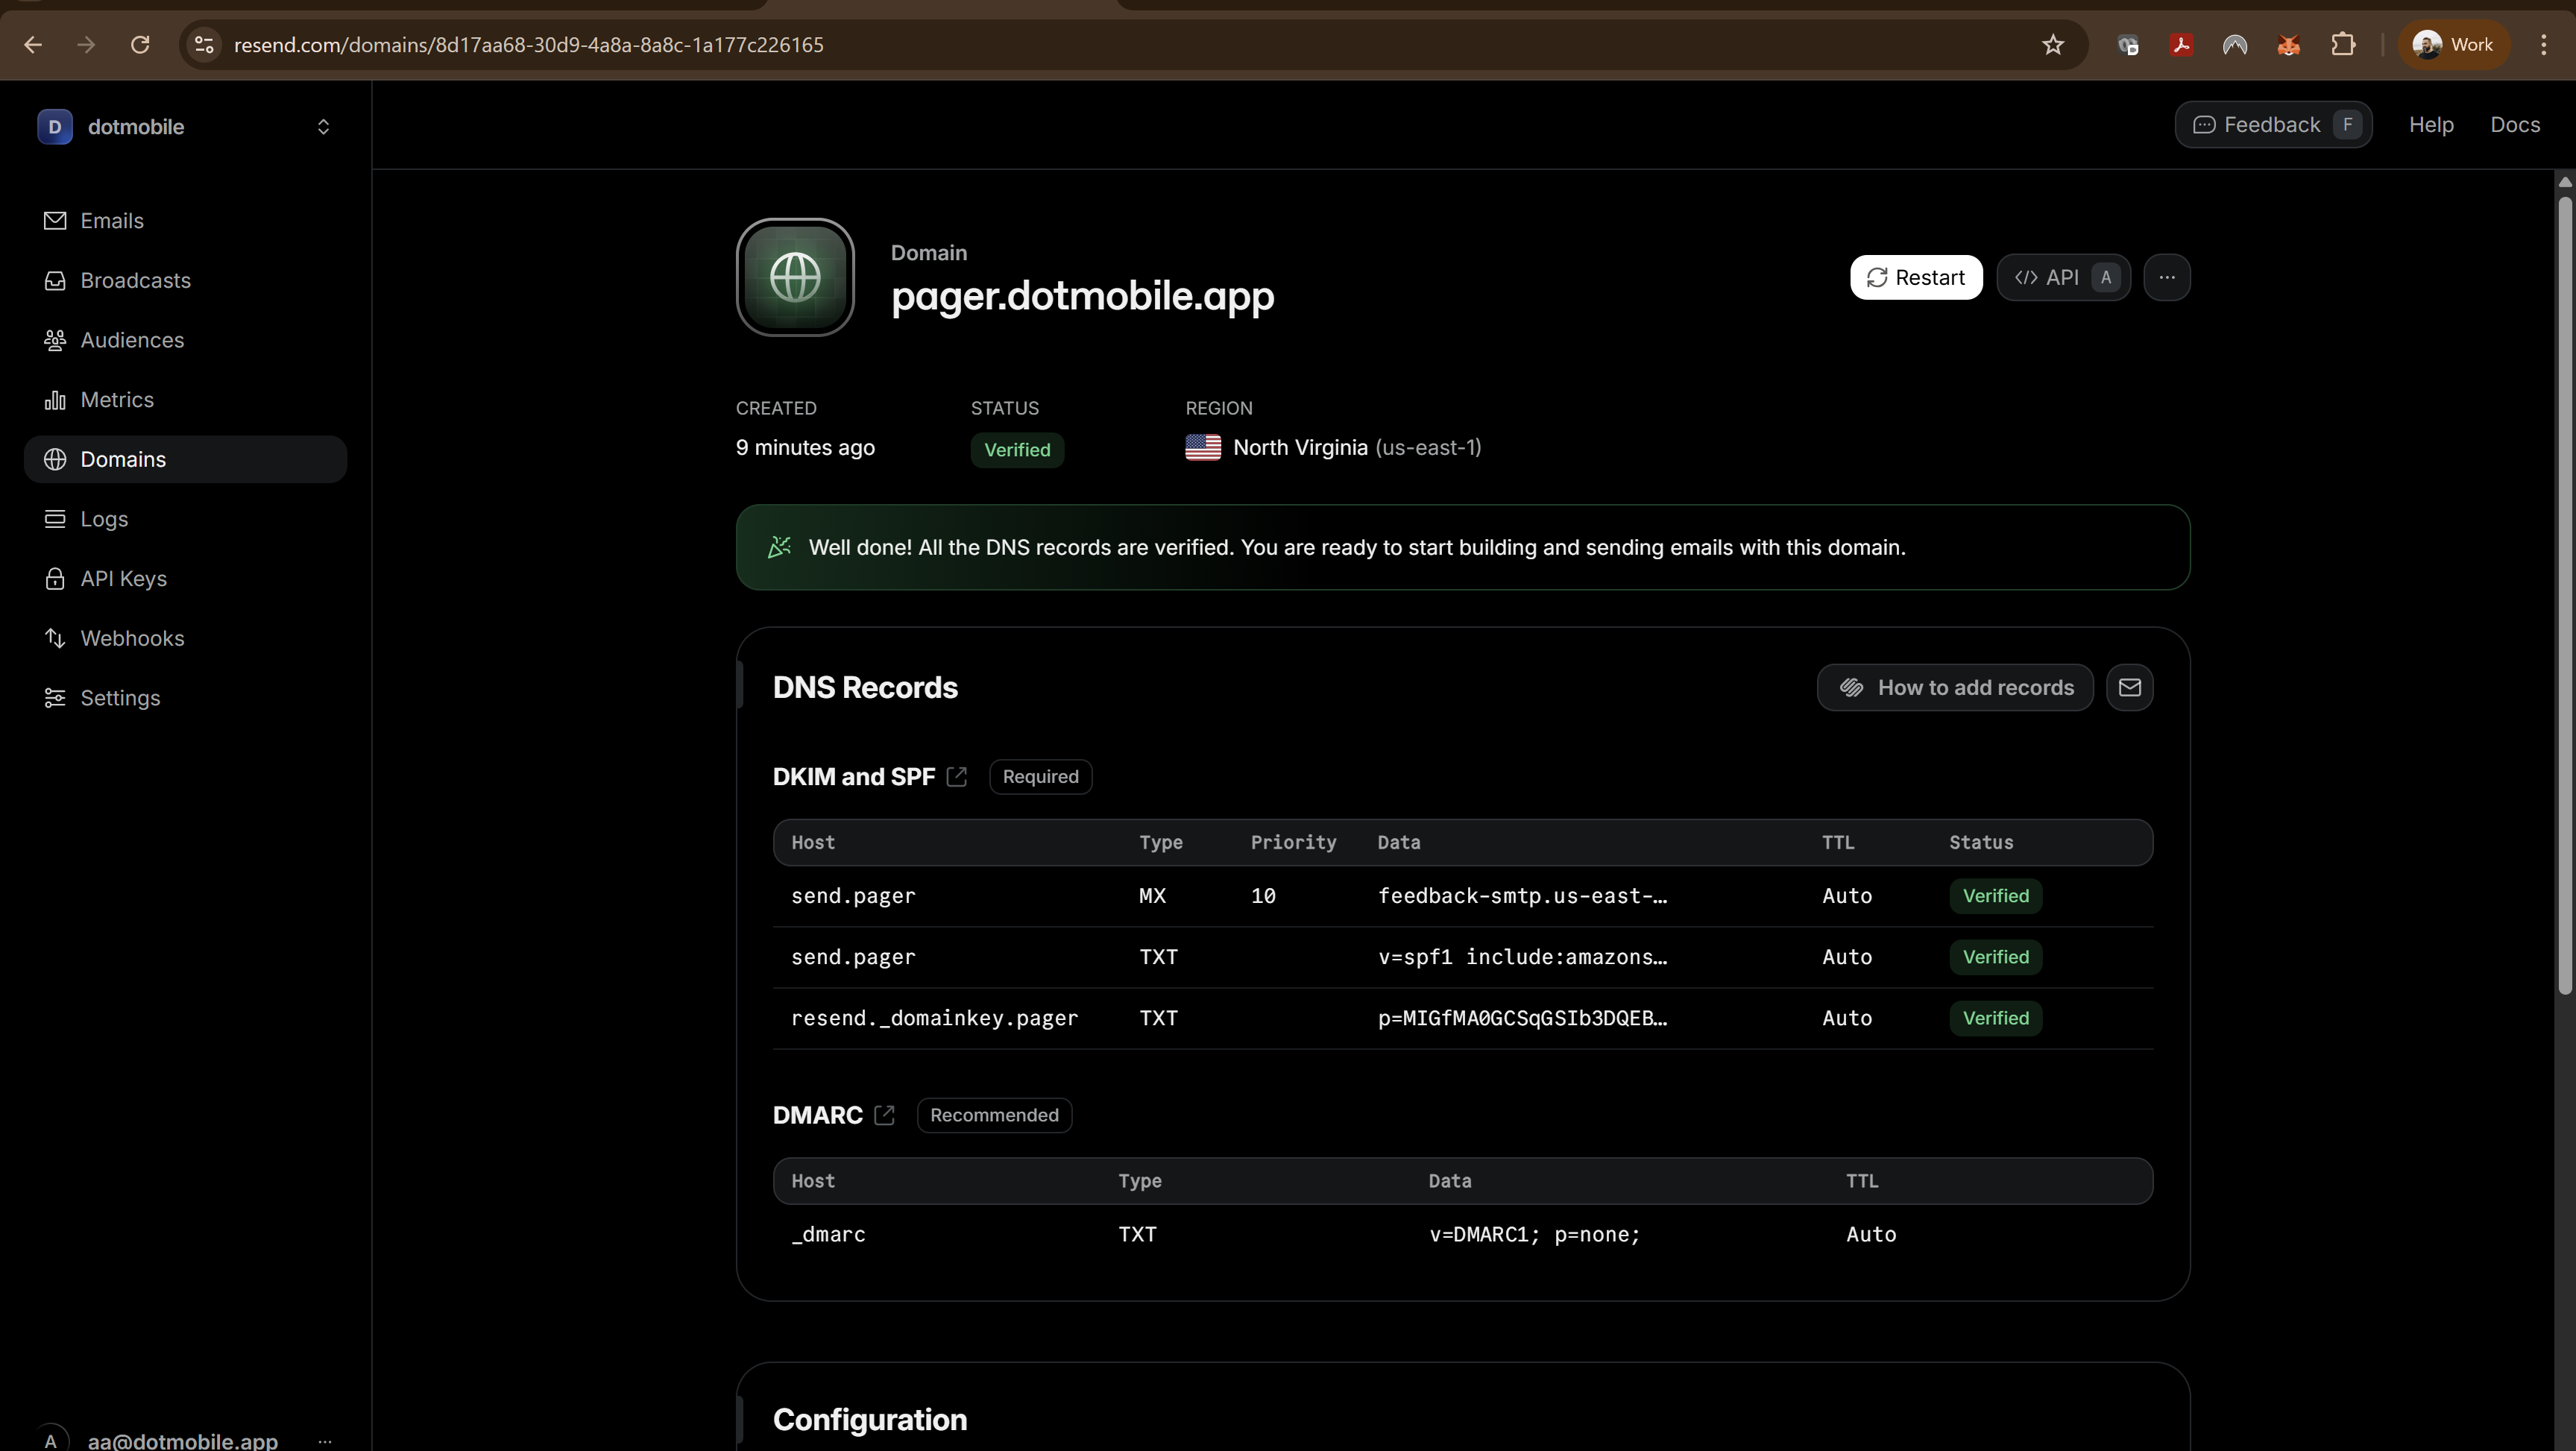 resend.com/domains/8d17aa68-30d9-4a8a-8a8c-1a177c226165
Work
D dotmobile
Feedback F Help Docs
Emails
Broadcasts
Audiences
Metrics
Domains
Logs
API Keys
Webhooks
Settings
Domain
pager.dotmobile.app
Restart </> API A ...
CREATED STATUS REGION
9 minutes ago Verified North Virginia (us-east-1)
Well done! All the DNS records are verified. You are ready to start building and sending emails with this domain.
DNS Records How to add records
DKIM and SPF Required
Host Type Priority Data TTL Status
send.pager MX 10 feedback-smtp.us-east-… Auto Verified
send.pager TXT v=spf1 include:amazons… Auto Verified
resend._domainkey.pager TXT p=MIGfMA0GCSqGSIb3DQEB… Auto Verified
DMARC Recommended
Host Type Data TTL
_dmarc TXT v=DMARC1; p=none; Auto
Configuration
A aa@dotmobile.app ...